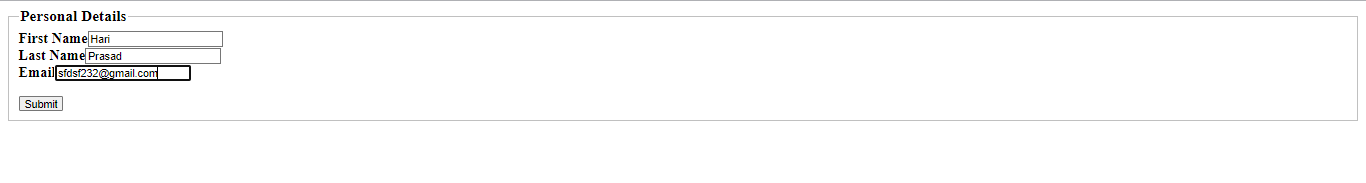 Personal Details
First Name Hari
Last Name Prasad
Email sfdsf232@gmail.com
Submit